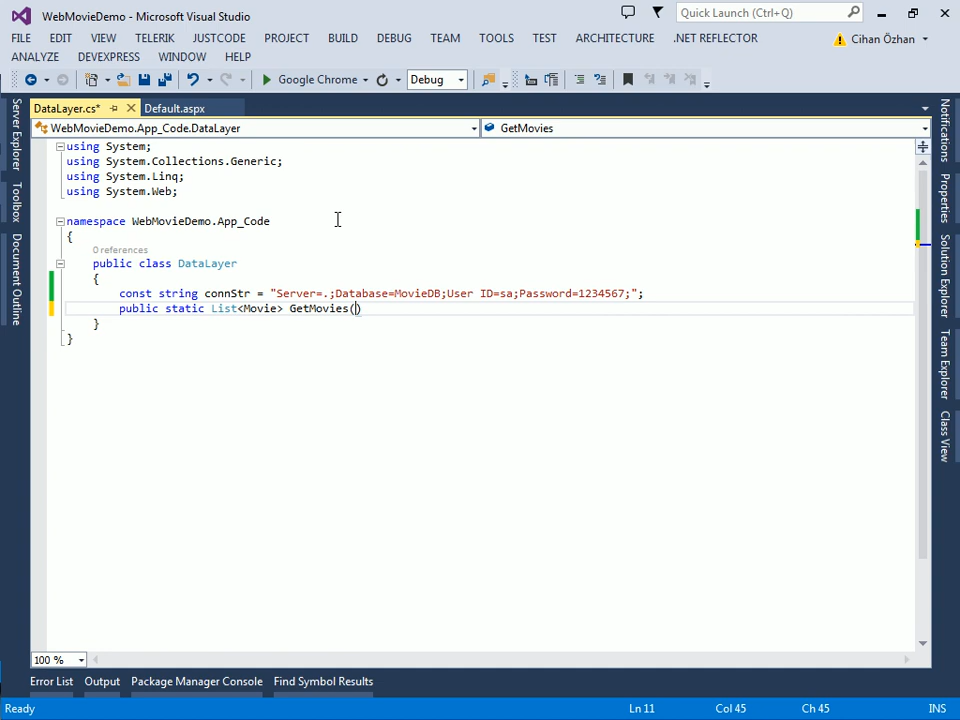 WebMovieDemo - Microsoft Visual Studio
Quick Launch (Ctrl+Q)
FILE EDIT VIEW TELERIK JUSTCODE PROJECT BUILD DEBUG TEAM TOOLS TEST ARCHITECTURE .NET REFLECTOR
Cihan Özhan
ANALYZE DEVEXPRESS WINDOW HELP
Google Chrome
Debug
DataLayer.cs*
Default.aspx
WebMovieDemo.App_Code.DataLayer
GetMovies
Server Explorer
Toolbox
Document Outline
using System;
using System.Collections.Generic;
using System.Linq;
using System.Web;
namespace WebMovieDemo.App_Code
{
0 references
public class DataLayer
{
const string connStr = "Server=.;Database=MovieDB;User ID=sa;Password=1234567;";
public static List<Movie> GetMovies()
}
}
Notifications
Properties
Solution Explorer
Team Explorer
Class View
100 %
Error List Output Package Manager Console Find Symbol Results
Ready
Ln 11 Col 45 Ch 45 INS